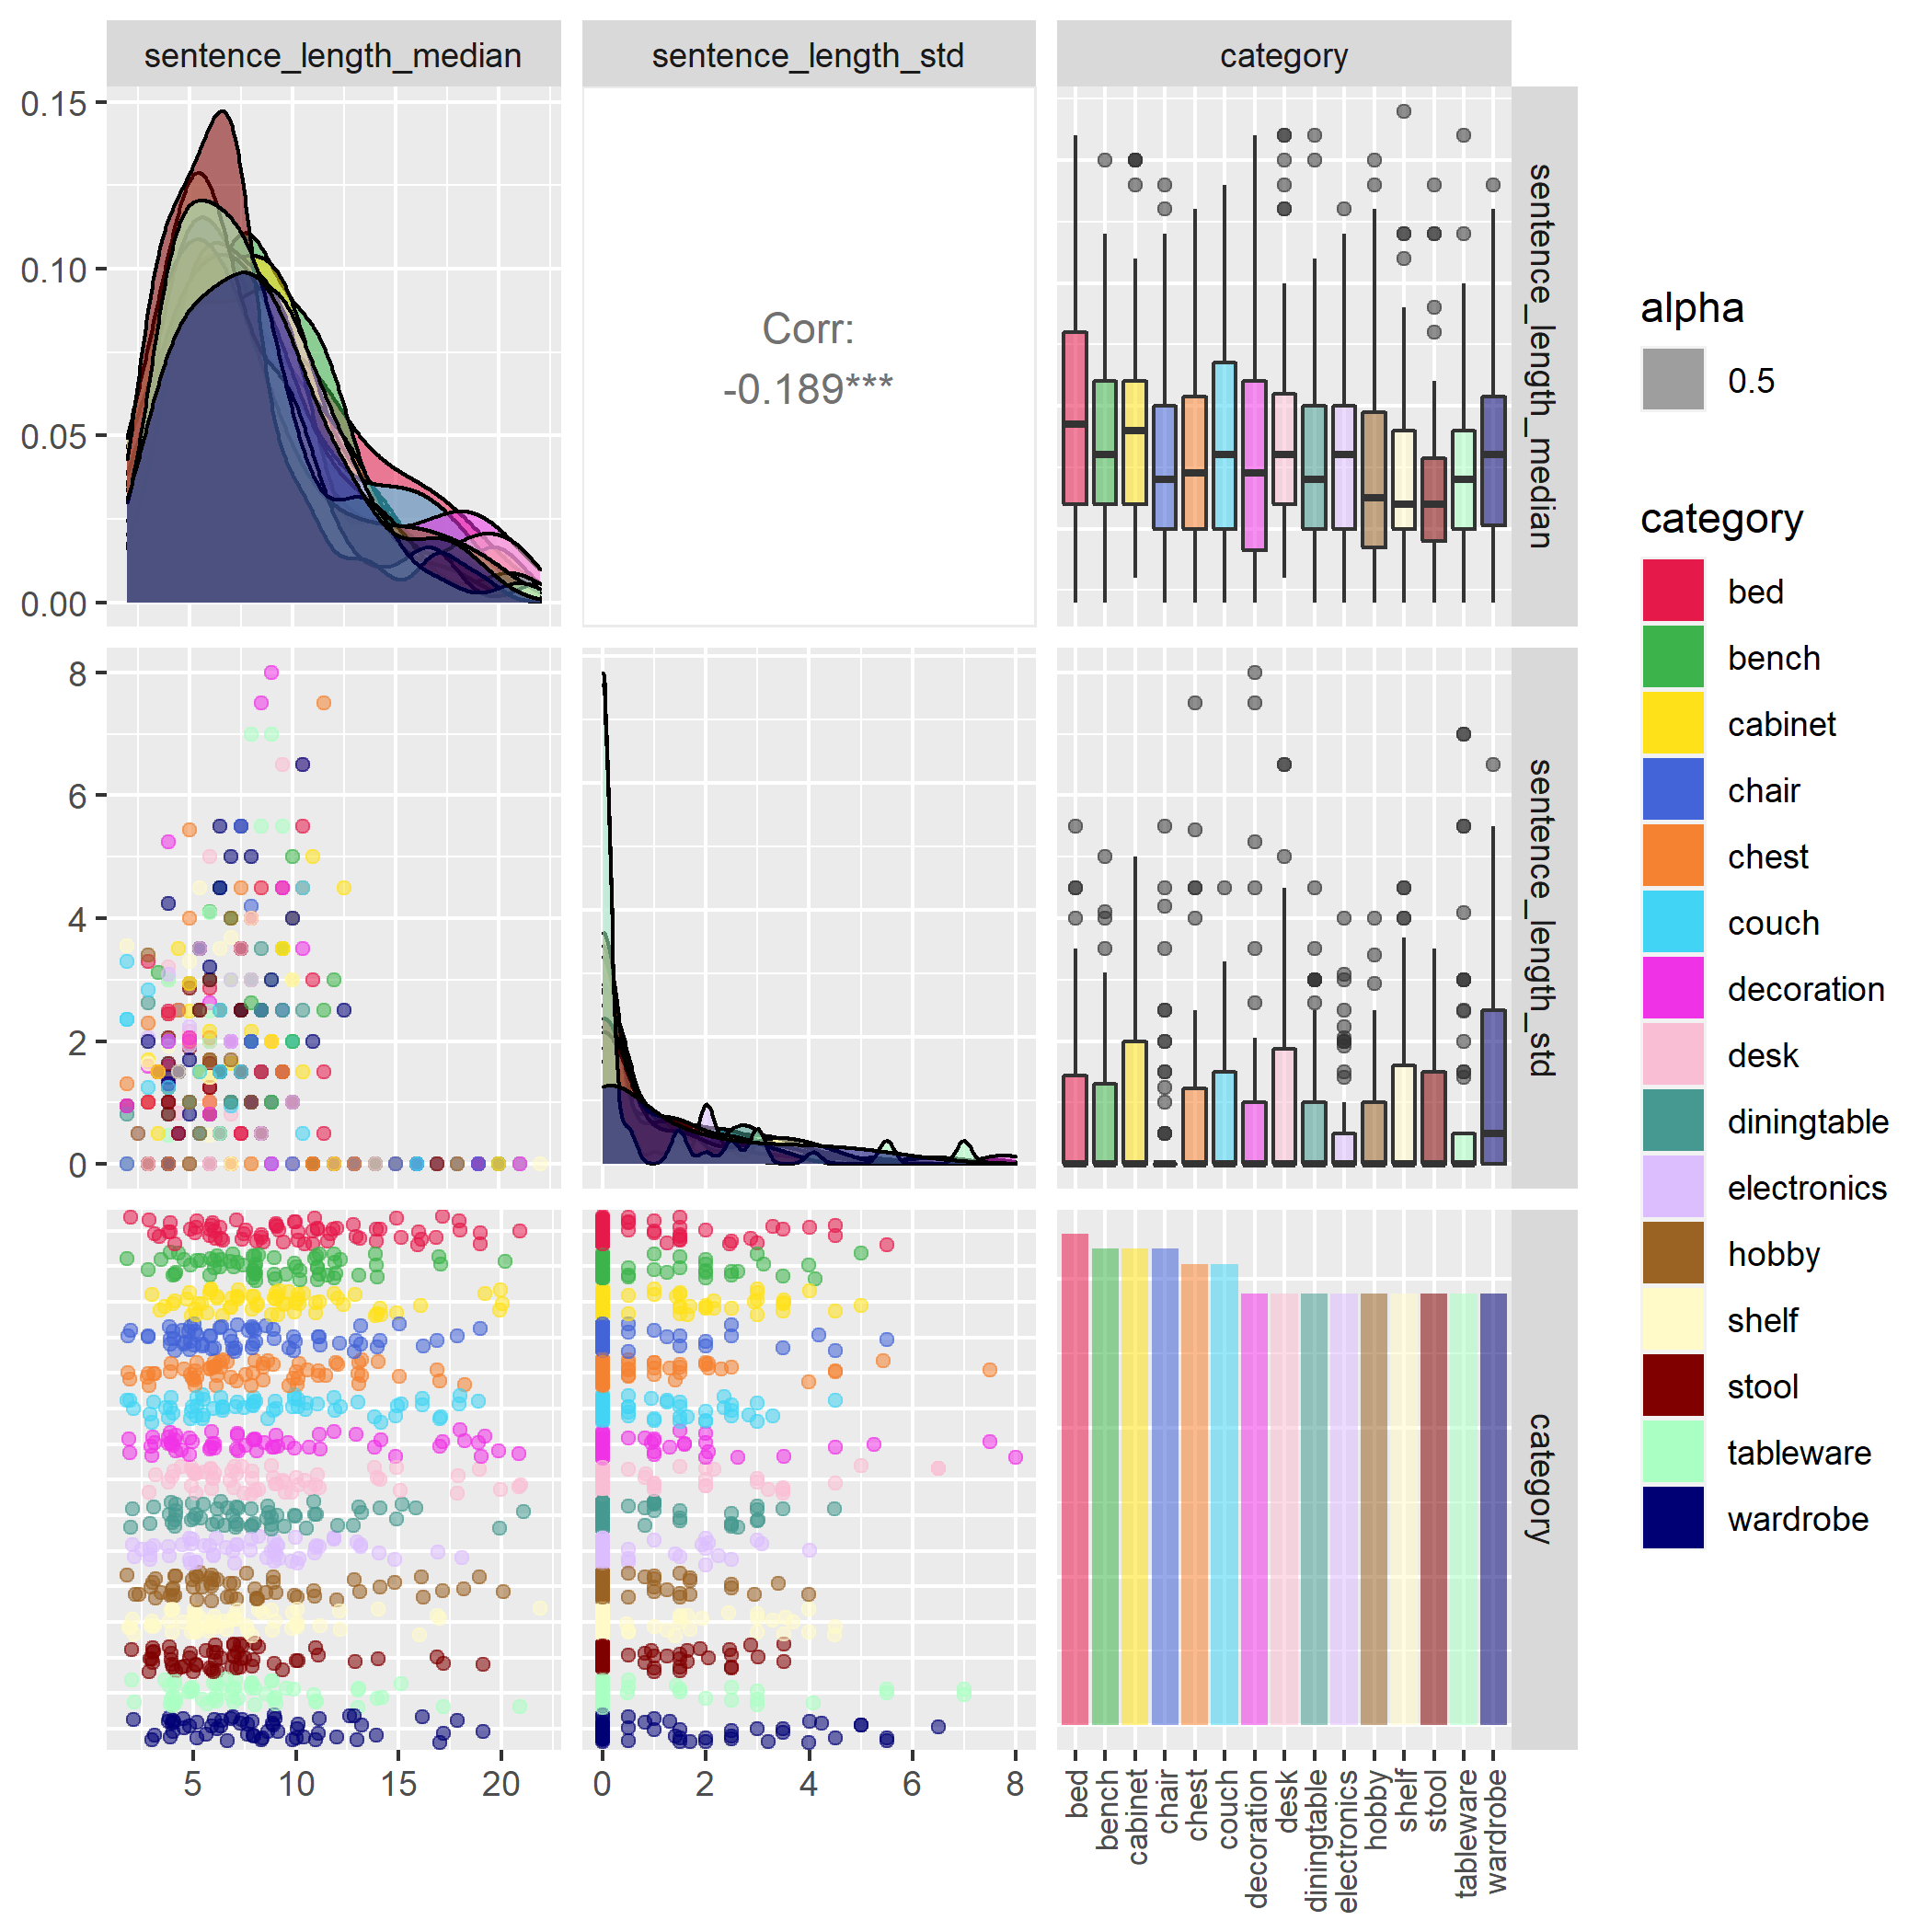 sentence_length_median
sentence_length_std
category
0.15
0.10
0.05
0.00
Corr:
-0.189***
sentence_length_median
8
6
4
2
0
sentence_length_std
category
5
10
15
20
0
2
4
6
8
bed
bench
cabinet
chair
chest
couch
decoration
desk
diningtable
electronics
hobby
shelf
stool
tableware
wardrobe
alpha
0.5
category
bed
bench
cabinet
chair
chest
couch
decoration
desk
diningtable
electronics
hobby
shelf
stool
tableware
wardrobe